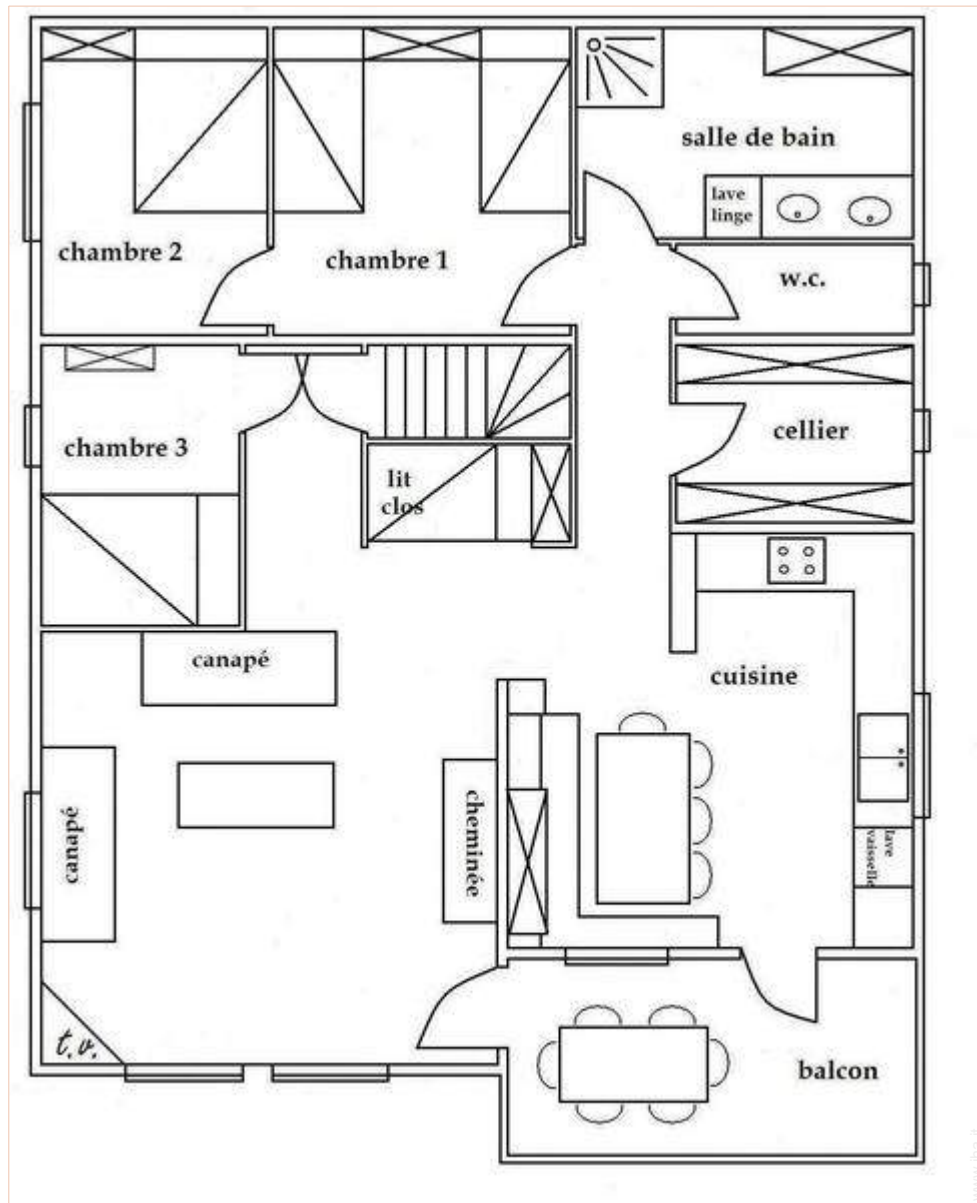 salle de bain
lave
linge
chambre 2
chambre 1
w.c.
chambre 3
cellier
lit
clos
canapé
cuisine
canapé
cheminée
lave
vaisselle
t.v.
balcon